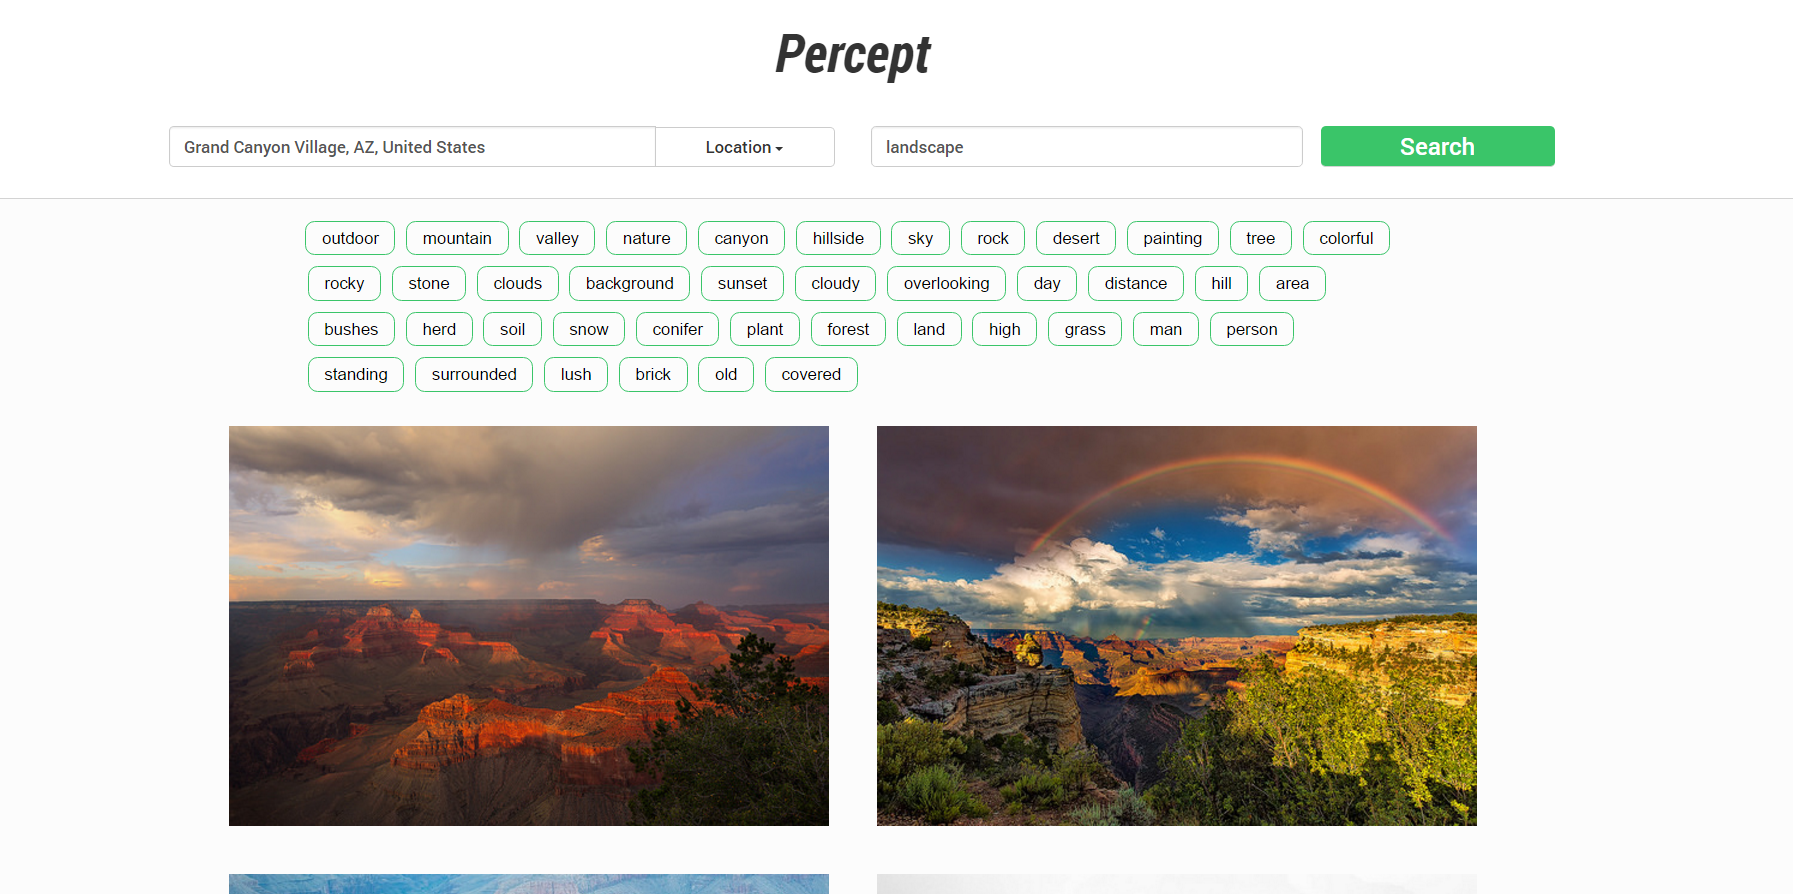 Percept
Grand Canyon Village, AZ, United States Location landscape Search
outdoor mountain valley nature canyon hillside sky rock desert painting tree colorful
rocky stone clouds background sunset cloudy overlooking day distance hill area
bushes herd soil snow conifer plant forest land high grass man person
standing surrounded lush brick old covered